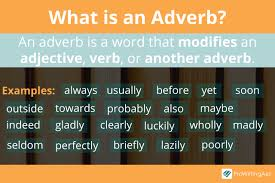 What is an Adverb?
An adverb is a word that modifies an
adjective, verb, or another adverb.
Examples: always usually before yet soon
outside towards probably also maybe
indeed gladly clearly luckily wholly madly
seldom perfectly briefly lazily poorly
ProWritingAid